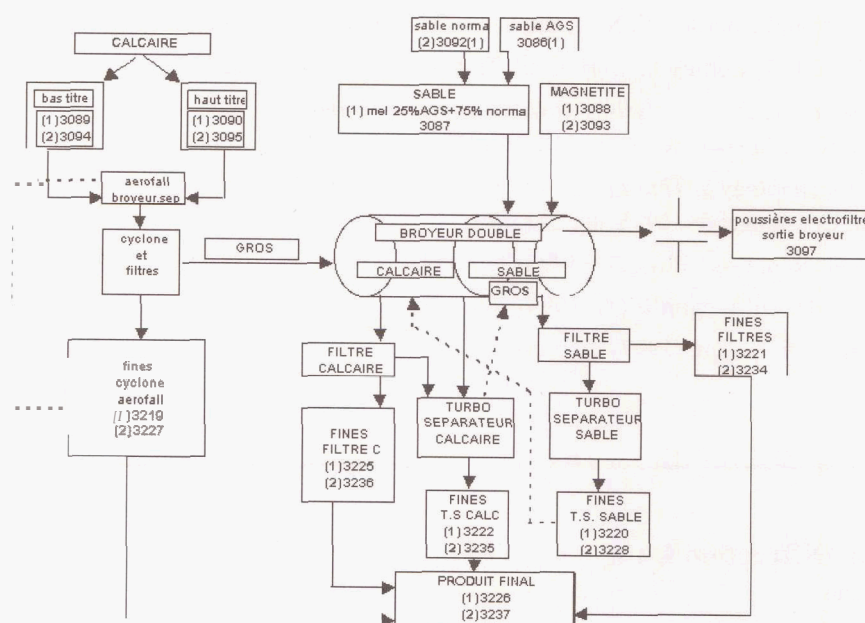 sable norma
(2)3092(1)
sable AGS
3086(1)
CALCAIRE
bas titre
(1)3089
(2)3094
haut titre
(1)3090
(2)3095
SABLE
(1) mel 25%AGS+75% norma
3087
MAGNETITE
(1)3088
(2)3093
aerofall
broyeur.sep
cyclone
et
filtres
GROS
BROYEUR DOUBLE
CALCAIRE
SABLE
GROS
poussières electrofiltre
sortie broyeur
3097
fines
cyclone
aerofall
(1)3219
(2)3227
FILTRE
CALCAIRE
FILTRE
SABLE
FINES
FILTRES
(1)3221
(2)3234
FINES
FILTRE C
(1)3225
(2)3236
TURBO
SEPARATEUR
CALCAIRE
TURBO
SEPARATEUR
SABLE
FINES
T.S CALC
(1)3222
(2)3235
FINES
T.S. SABLE
(1)3220
(2)3228
PRODUIT FINAL
(1)3226
(2)3237